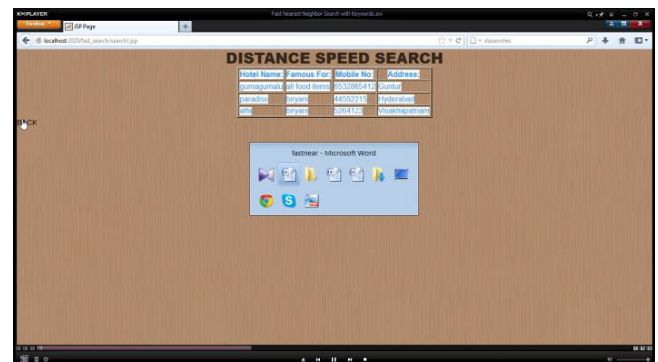 KMPLAYER Fast Nearest Neighbor Search with Keywords.avi
Firefox JSP Page
localhost:2020/fast_search/search1.jsp
DISTANCE SPEED SEARCH
Hotel Name: Famous For: Mobile No: Address:
gumagumalu all food items 8532865412 Guntur
paradise biryani 44552215 Hyderabad
alfa biryani 5264123 Visakhapatnam
BACK
fastnear - Microsoft Word